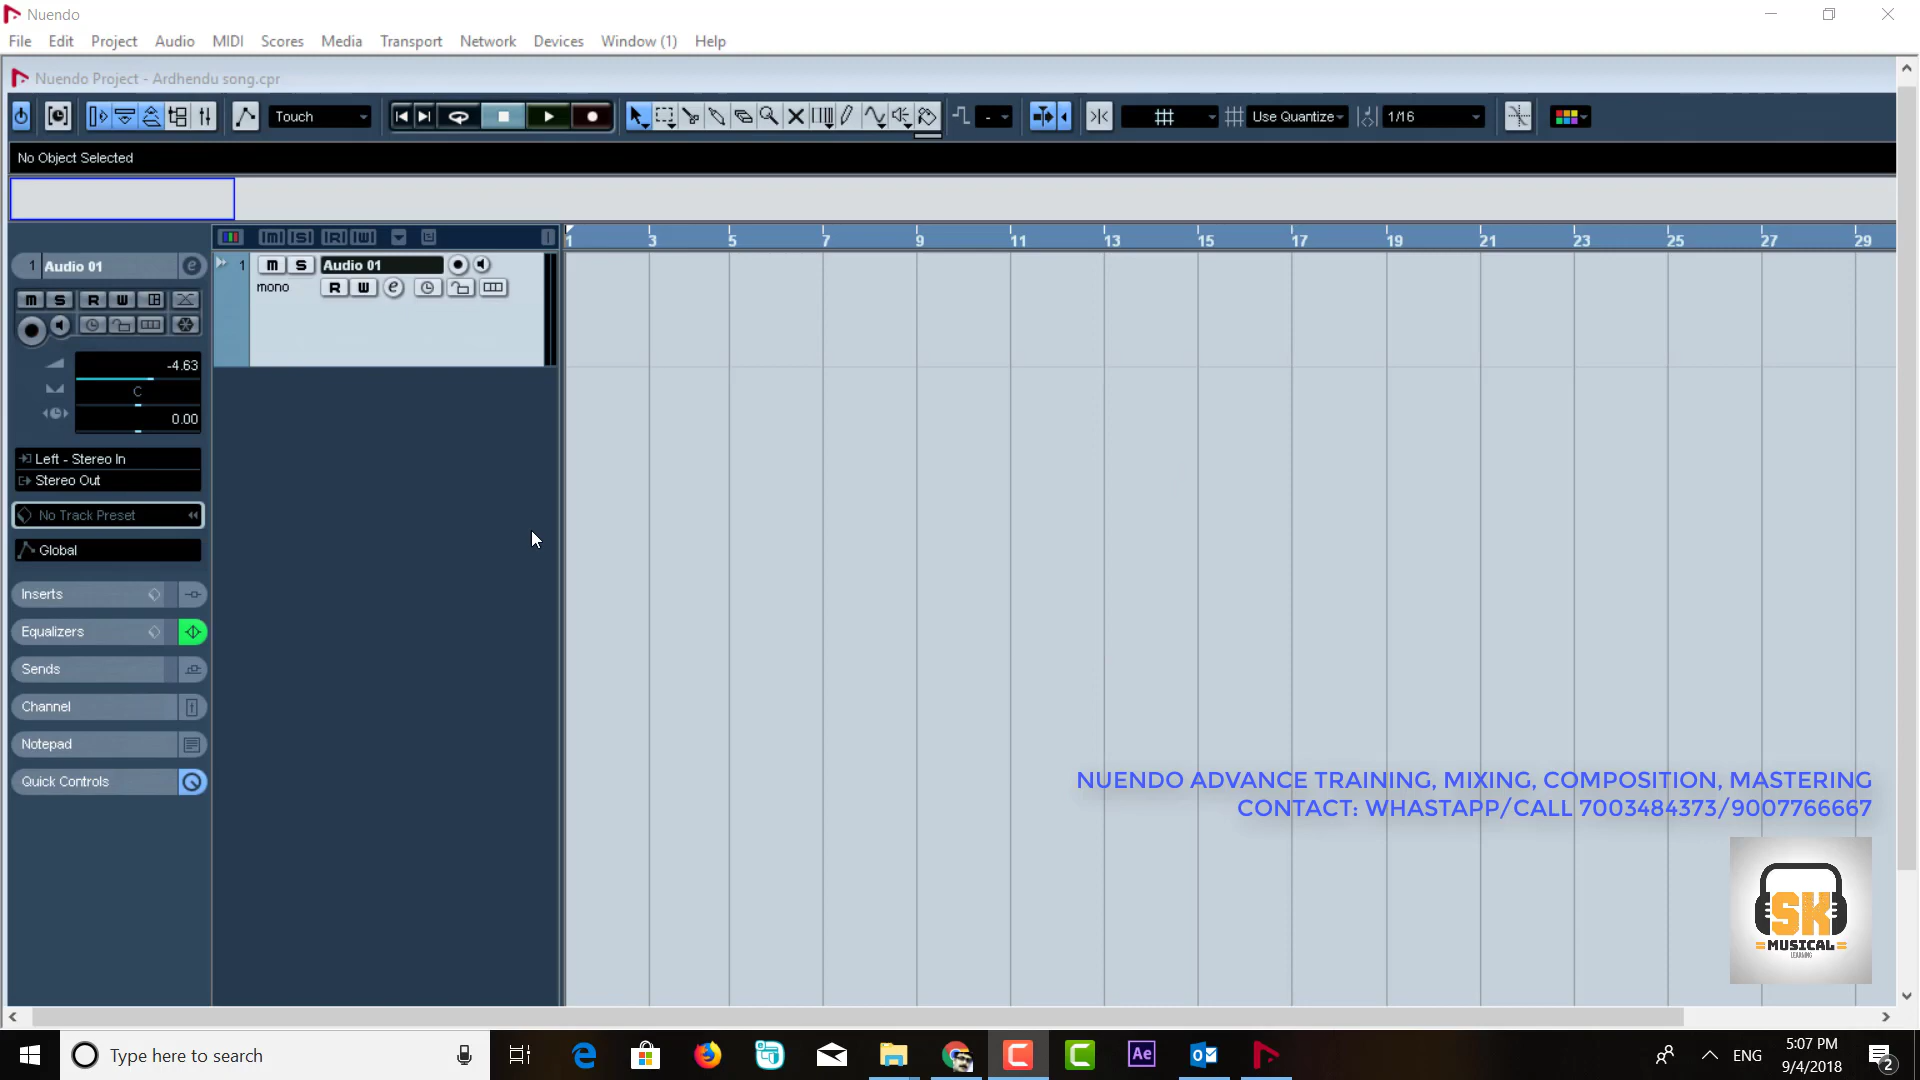 Nuendo
File Edit Project Audio MIDI Scores Media Transport Network Devices Window (1) Help
Nuendo Project - Ardhendu song.cpr
Touch - Use Quantize 1/16
No Object Selected
1 3 5 7 9 11 13 15 17 19 21 23 25 27 29
1 Audio 01 e
1 m S Audio 01
mono R W e
m S R W
-4.63
C
0.00
Left - Stereo In
Stereo Out
No Track Preset
Global
Inserts
Equalizers
Sends
Channel
Notepad
Quick Controls
NUENDO ADVANCE TRAINING, MIXING, COMPOSITION, MASTERING
CONTACT: WHASTAPP/CALL 7003484373/9007766667
SK
MUSICAL
LEARNING
Type here to search
Ae
ENG
5:07 PM
9/4/2018
2